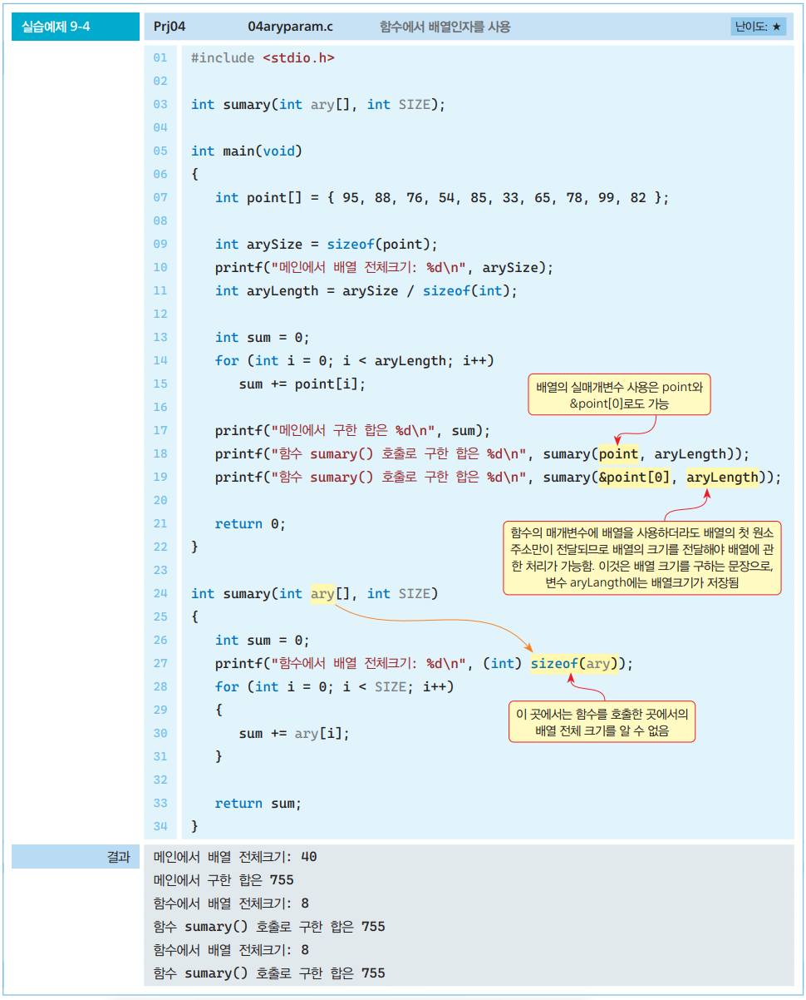 실습예제 9-4 Prj04 04aryparam.c 함수에서 배열인자를 사용 난이도: ★
01 #include <stdio.h>
02
03 int sumary(int ary[], int SIZE);
04
05 int main(void)
06 {
07 int point[] = { 95, 88, 76, 54, 85, 33, 65, 78, 99, 82 };
08
09 int arySize = sizeof(point);
10 printf("메인에서 배열 전체크기: %d\n", arySize);
11 int aryLength = arySize / sizeof(int);
12
13 int sum = 0;
14 for (int i = 0; i < aryLength; i++)
15 sum += point[i];
배열의 실매개변수 사용은 point와
&point[0]로도 가능
16
17 printf("메인에서 구한 합은 %d\n", sum);
18 printf("함수 sumary() 호출로 구한 합은 %d\n", sumary(point, aryLength));
19 printf("함수 sumary() 호출로 구한 합은 %d\n", sumary(&point[0], aryLength));
20
21 return 0;
22 }
23
함수의 매개변수에 배열을 사용하더라도 배열의 첫 원소
주소만이 전달되므로 배열의 크기를 전달해야 배열에 관
한 처리가 가능함. 이것은 배열 크기를 구하는 문장으로,
변수 aryLangth에는 배열크기가 저장됨
24 int sumary(int ary[], int SIZE)
25 {
26 int sum = 0;
27 printf("함수에서 배열 전체크기: %d\n", (int) sizeof(ary));
28 for (int i = 0; i < SIZE; i++)
29 {
30 sum += ary[i];
31 }
이 곳에서는 함수를 호출한 곳에서의
배열 전체 크기를 알 수 없음
32
33 return sum;
34 }
결과 메인에서 배열 전체크기: 40
메인에서 구한 합은 755
함수에서 배열 전체크기: 8
함수 sumary() 호출로 구한 합은 755
함수에서 배열 전체크기: 8
함수 sumary() 호출로 구한 합은 755